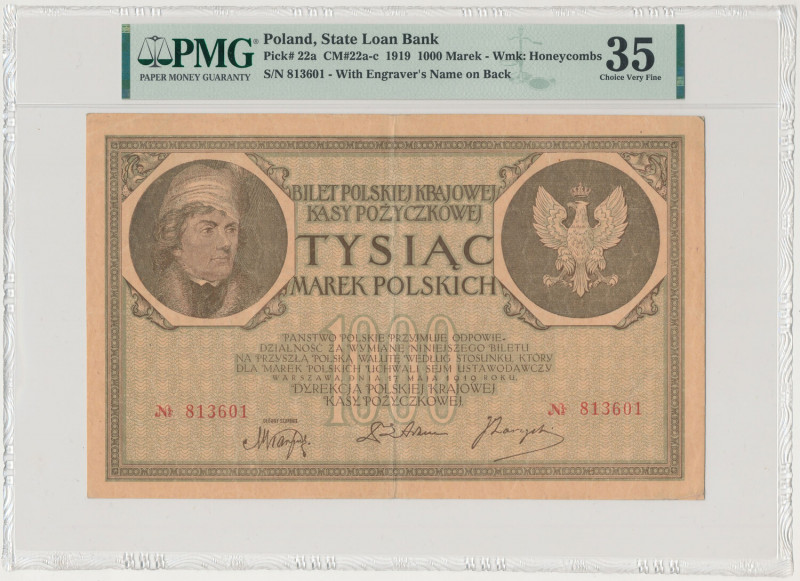 PMG
PAPER MONEY GUARANTY
Poland, State Loan Bank
Pick# 22a CM#22a-c 1919 1000 Marek - Wmk: Honeycombs
S/N 813601 - With Engraver's Name on Back
35
Choice Very Fine
BILET POLSKIEJ KRAJOWEJ
KASY POŻYCZKOWEJ
TYSIĄC
MAREK POLSKICH
1000
PAŃSTWO POLSKIE PRZYJMUJE ODPOWIE-
DZIALNOŚĆ ZA WYMIANĘ NINIEJSZEGO BILETU
NA PRZYSZŁĄ POLSKĄ WALUTĘ WEDŁUG STOSUNKU, KTÓRY
DLA MAREK POLSKICH UCHWALI SEJM USTAWODAWCZY
WARSZAWA, DNIA 17 MAJA 1919 ROKU.
DYREKCJA POLSKIEJ KRAJOWEJ
KASY POŻYCZKOWEJ
№ 813601
№ 813601